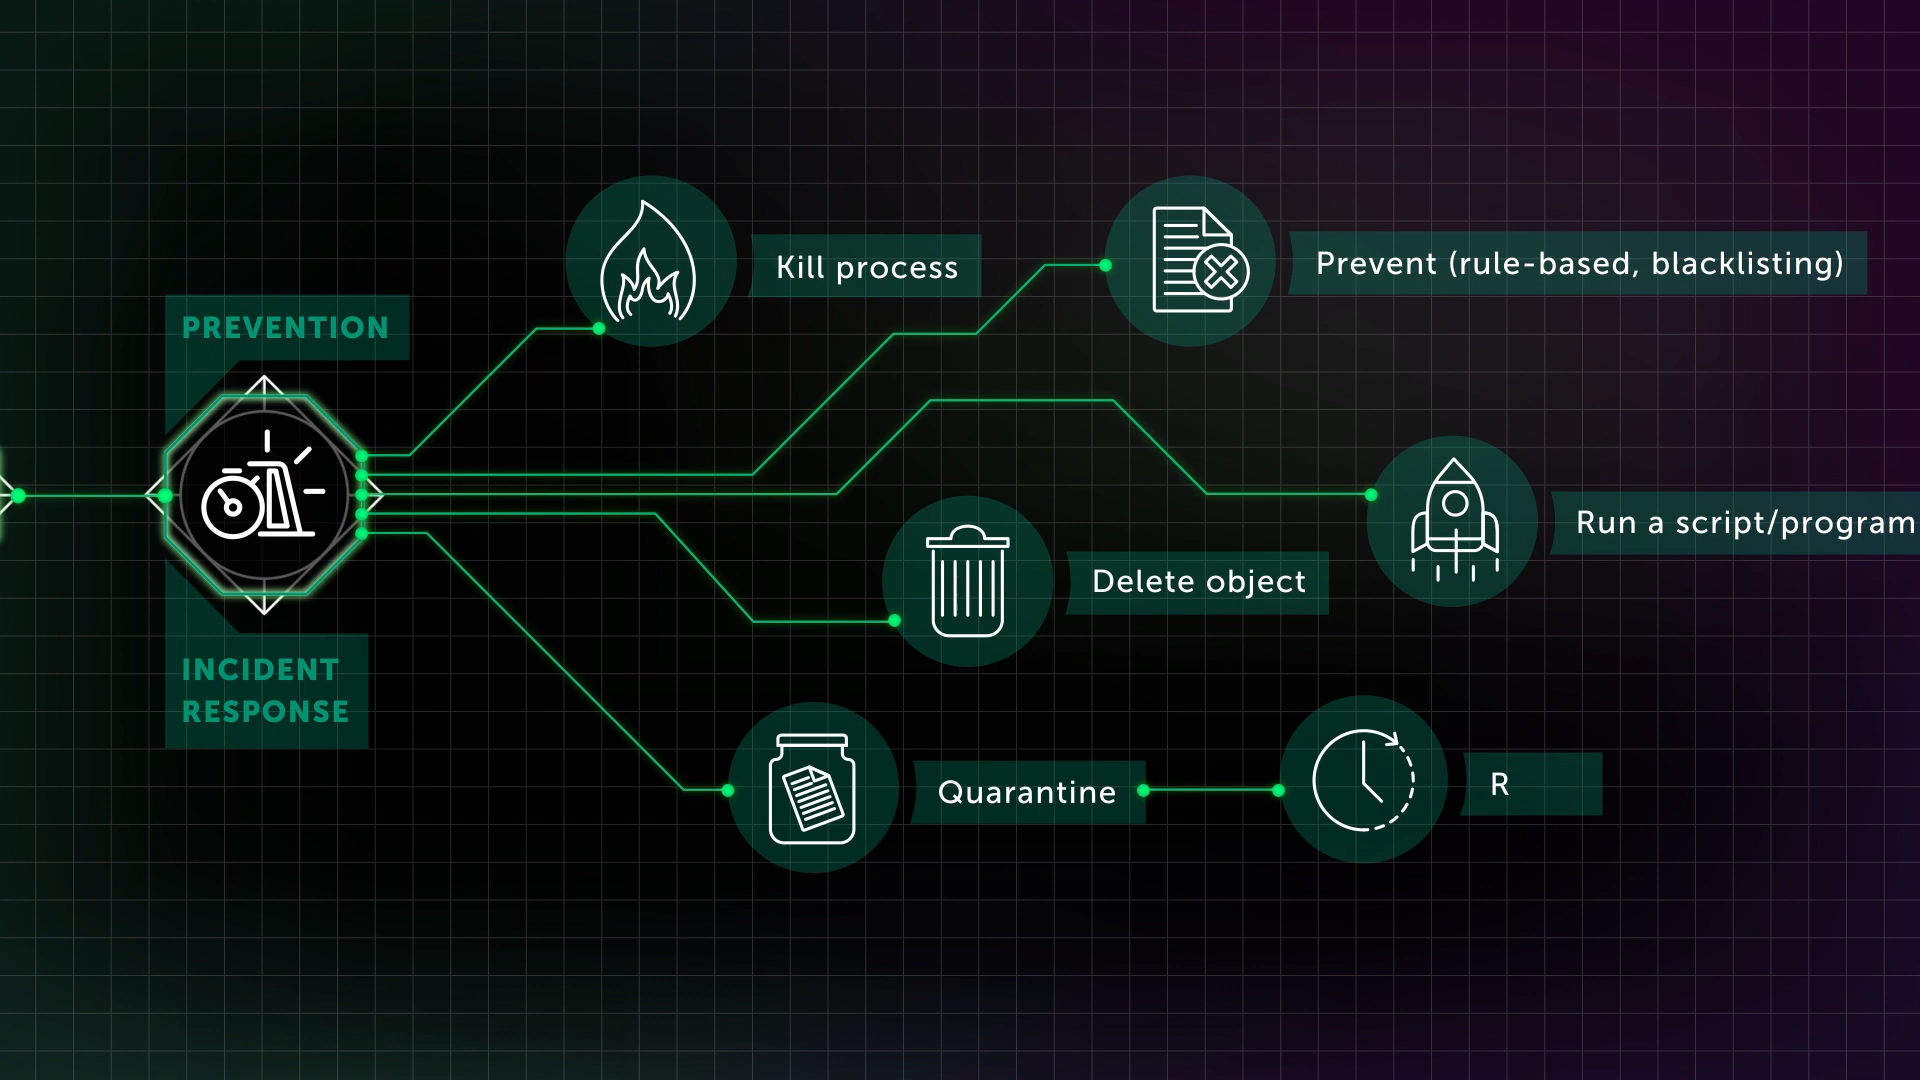 PREVENTION
INCIDENT
RESPONSE
Kill process
Prevent (rule-based, blacklisting)
Run a script/program
Delete object
Quarantine
R